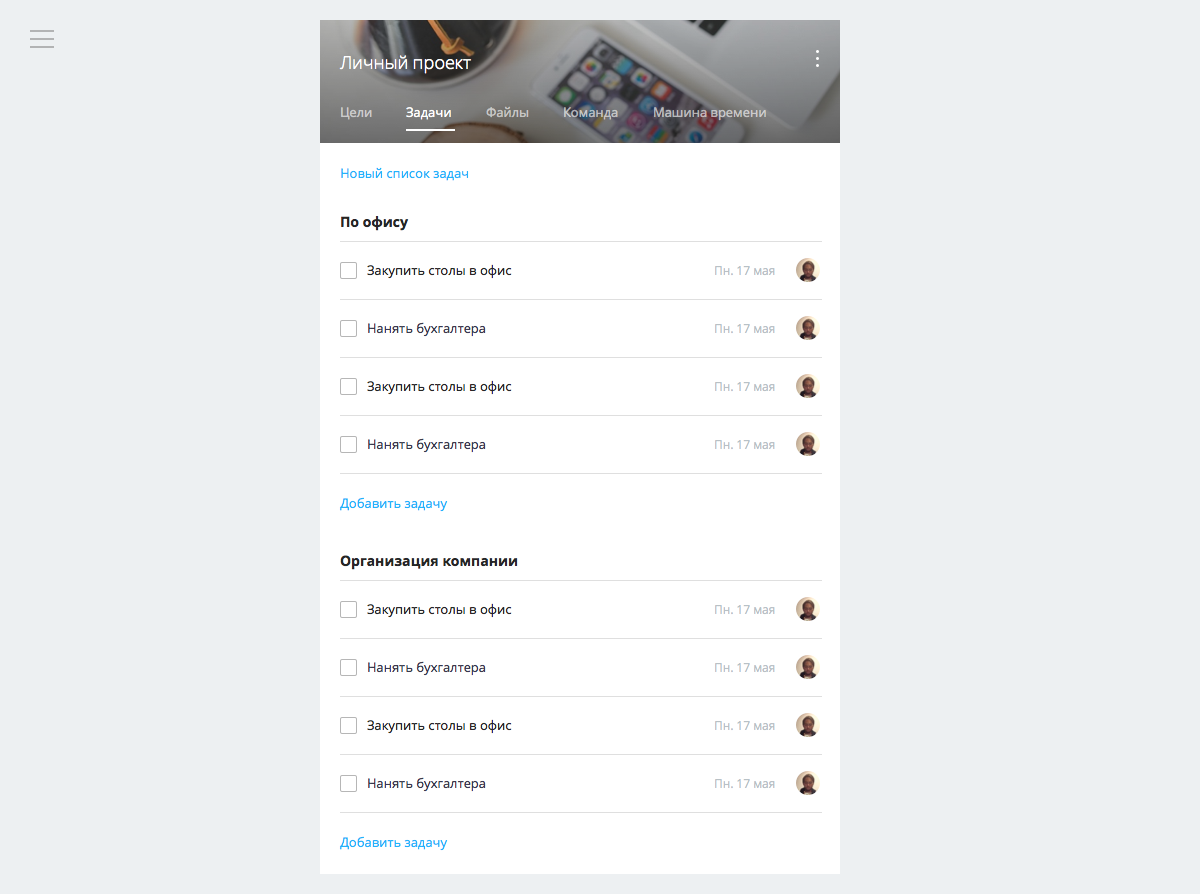 Личный проект
Цели Задачи Файлы Команда Машина времени
Новый список задач
По офису
Закупить столы в офис Пн. 17 мая
Нанять бухгалтера Пн. 17 мая
Закупить столы в офис Пн. 17 мая
Нанять бухгалтера Пн. 17 мая
Добавить задачу
Организация компании
Закупить столы в офис Пн. 17 мая
Нанять бухгалтера Пн. 17 мая
Закупить столы в офис Пн. 17 мая
Нанять бухгалтера Пн. 17 мая
Добавить задачу